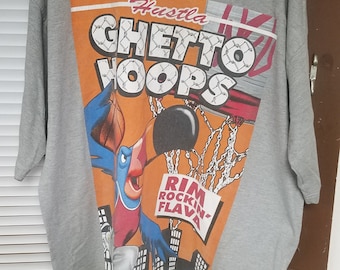 Hustla
GHETTO
HOOPS
RIM
ROCKIN'
FLAVA